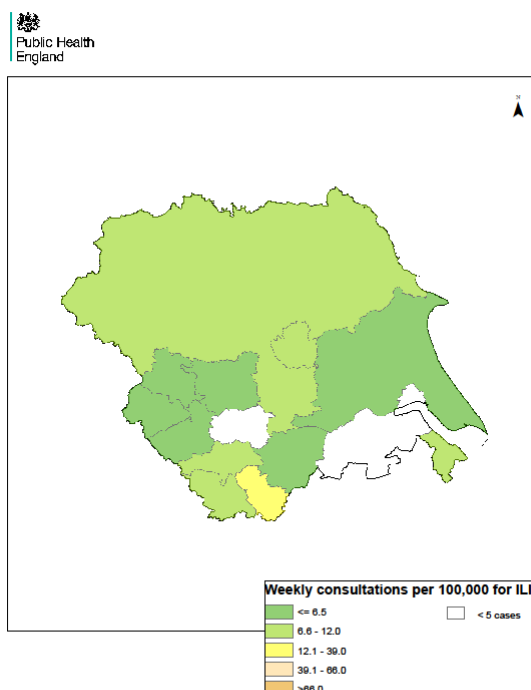 Public Health
England
N
Weekly consultations per 100,000 for ILI
<= 6.5
< 5 cases
6.6 - 12.0
12.1 - 39.0
39.1 - 66.0
>66.0